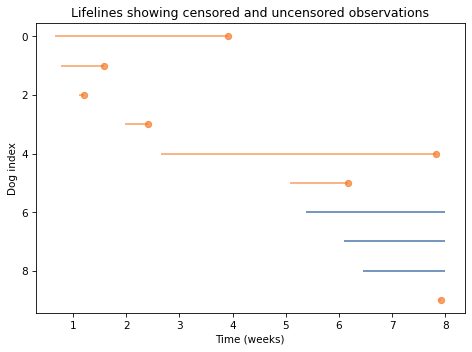 Lifelines showing censored and uncensored observations
0
2
4
6
8
Dog index
1 2 3 4 5 6 7 8
Time (weeks)